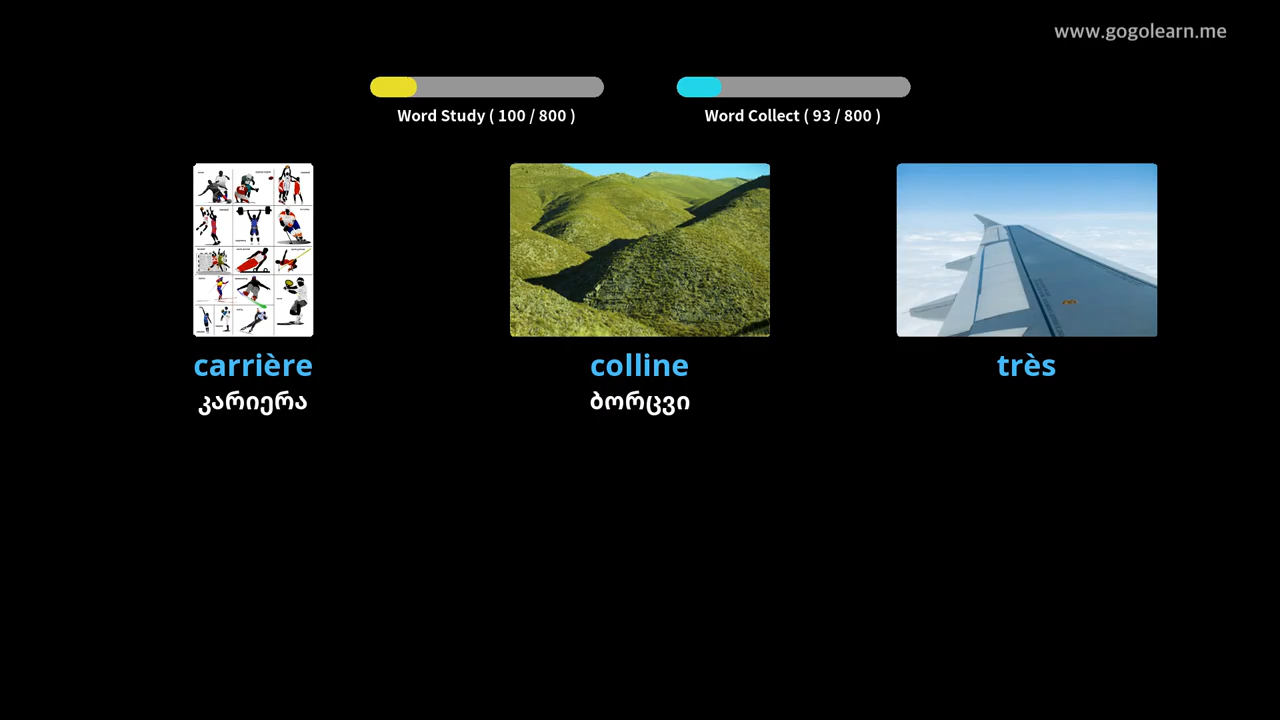 www.gogolearn.me
Word Study ( 100 / 800 )
Word Collect ( 93 / 800 )
carrière
colline
très
კარიერა
ბორცვი